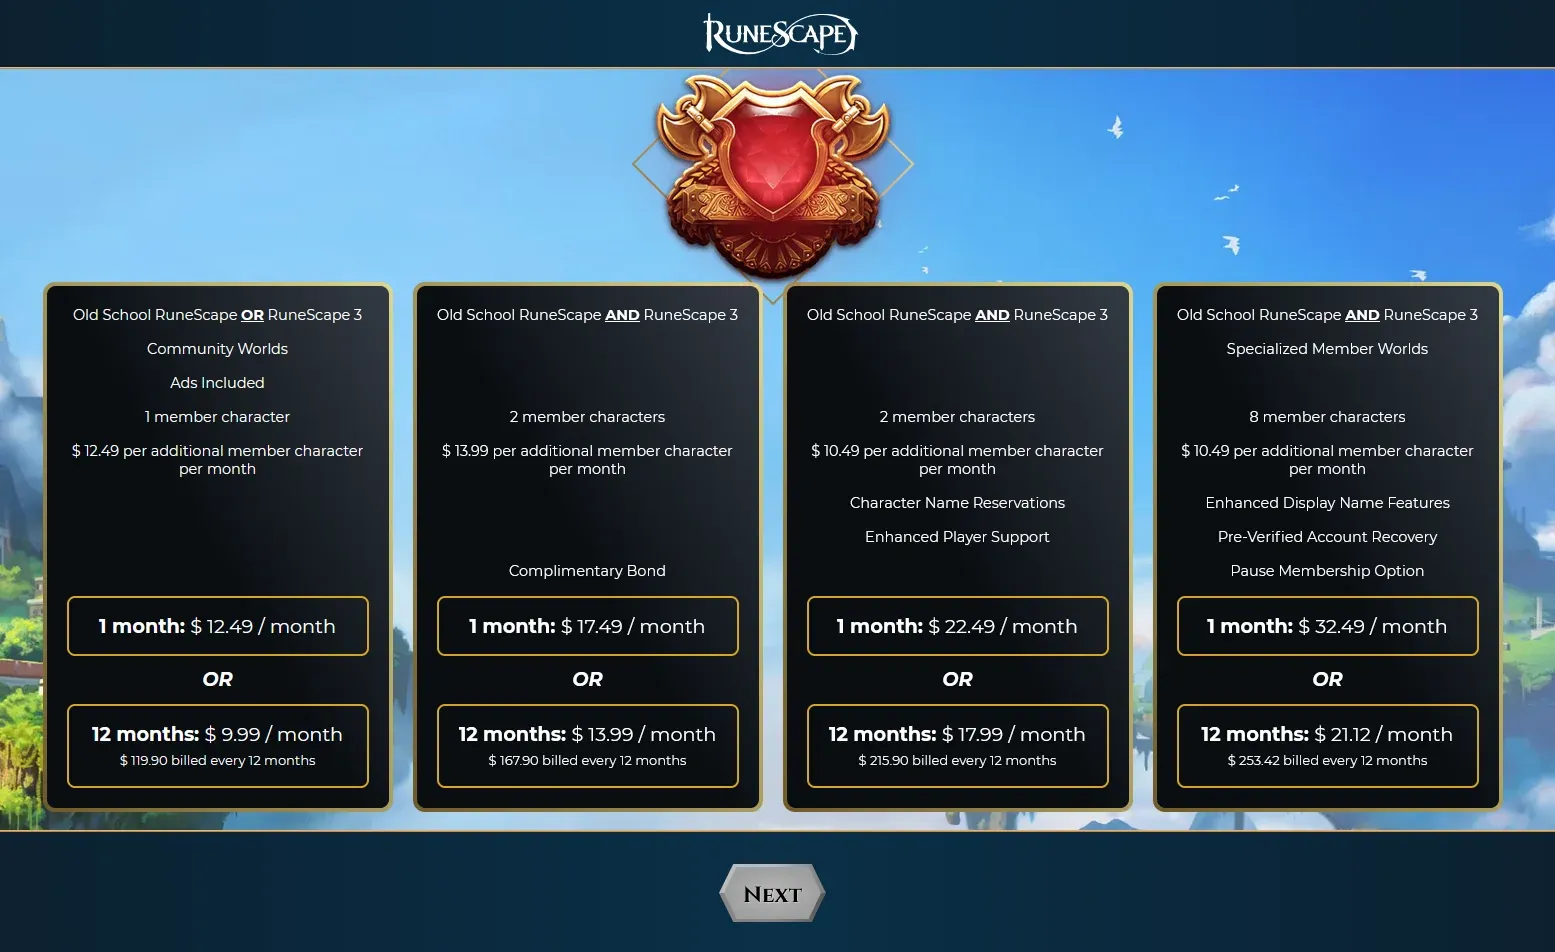 RuneScape
Old School RuneScape OR RuneScape 3
Community Worlds
Ads Included
1 member character
$ 12.49 per additional member character
per month
1 month: $ 12.49 / month
OR
12 months: $ 9.99 / month
$ 119.90 billed every 12 months
Old School RuneScape AND RuneScape 3
2 member characters
$ 13.99 per additional member character
per month
Complimentary Bond
1 month: $ 17.49 / month
OR
12 months: $ 13.99 / month
$ 167.90 billed every 12 months
Old School RuneScape AND RuneScape 3
2 member characters
$ 10.49 per additional member character
per month
Character Name Reservations
Enhanced Player Support
1 month: $ 22.49 / month
OR
12 months: $ 17.99 / month
$ 215.90 billed every 12 months
Old School RuneScape AND RuneScape 3
Specialized Member Worlds
8 member characters
$ 10.49 per additional member character
per month
Enhanced Display Name Features
Pre-Verified Account Recovery
Pause Membership Option
1 month: $ 32.49 / month
OR
12 months: $ 21.12 / month
$ 253.42 billed every 12 months
Next